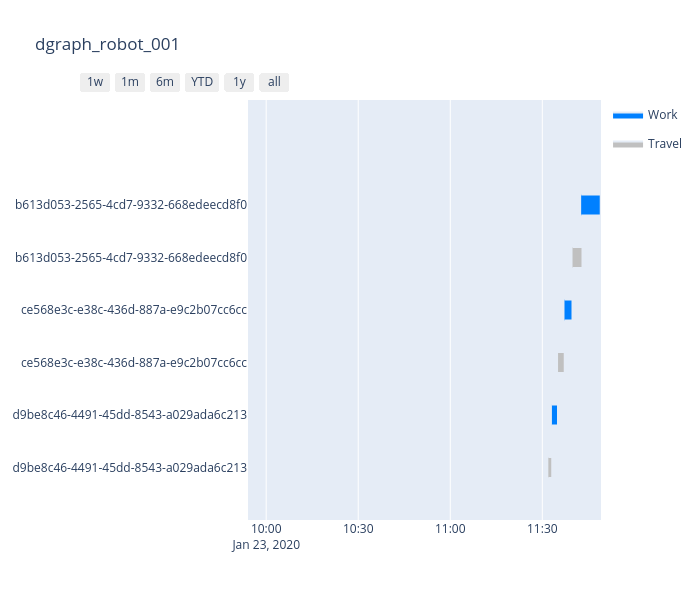 dgraph_robot_001
1w 1m 6m YTD 1y all
Work
Travel
b613d053-2565-4cd7-9332-668edeecd8f0
b613d053-2565-4cd7-9332-668edeecd8f0
ce568e3c-e38c-436d-887a-e9c2b07cc6cc
ce568e3c-e38c-436d-887a-e9c2b07cc6cc
d9be8c46-4491-45dd-8543-a029ada6c213
d9be8c46-4491-45dd-8543-a029ada6c213
10:00 10:30 11:00 11:30
Jan 23, 2020